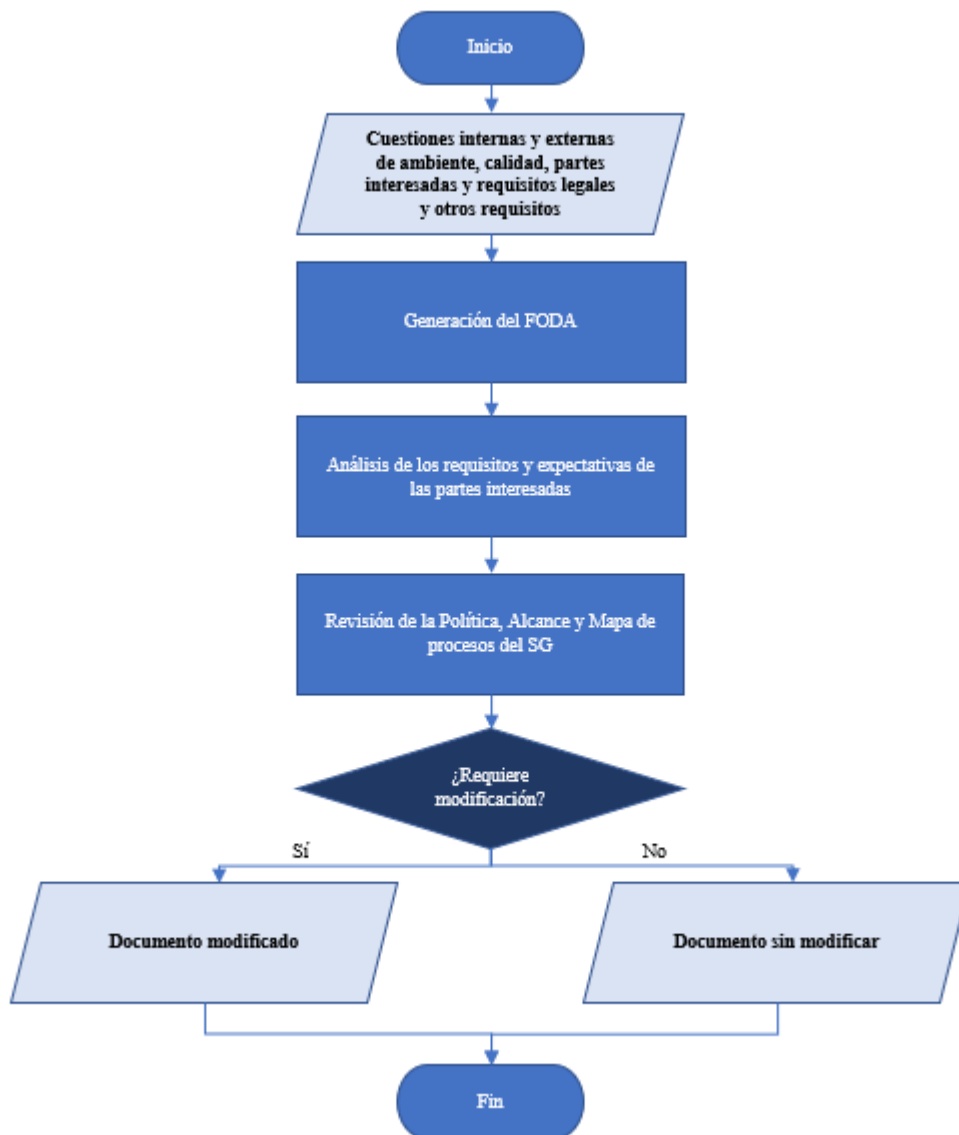 Inicio
Cuestiones internas y externas
de ambiente, calidad, partes
interesadas y requisitos legales
y otros requisitos
Generación del FODA
Análisis de los requisitos y expectativas de
las partes interesadas
Revisión de la Política, Alcance y Mapa de
procesos del SG
¿Requiere
modificación?
Sí
No
Documento modificado
Documento sin modificar
Fin